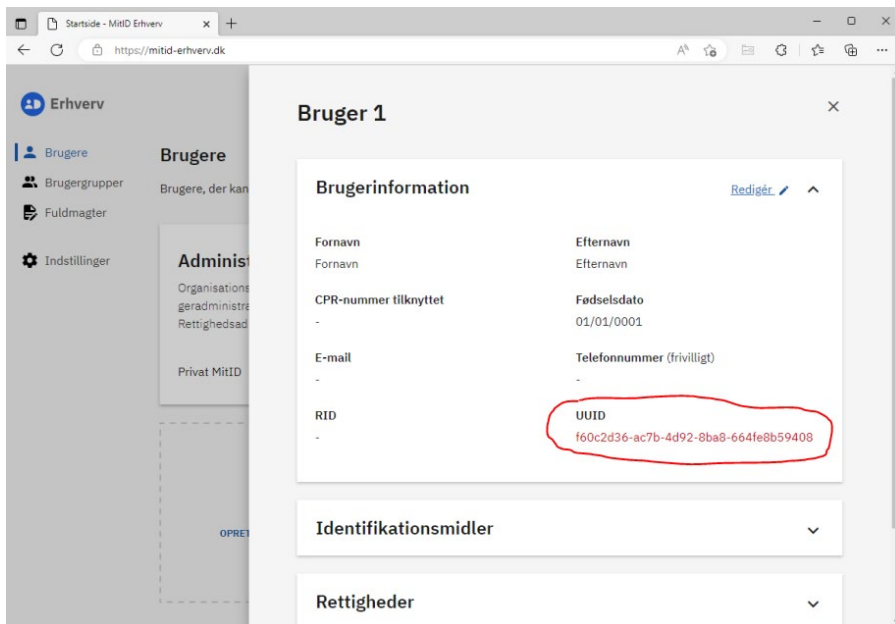 Startside - MitID Erhverv
https://mitid-erhverv.dk
Erhverv
Brugere
Brugergrupper
Fuldmagter
Indstillinger
Brugere
Brugere, der kan
Adminis
Organisations
geradministra
Rettighedsad
Privat MitID
OPRET
Bruger 1
Brugerinformation
Redigér
Fornavn
Fornavn
Efternavn
Efternavn
CPR-nummer tilknyttet
-
Fødselsdato
01/01/0001
E-mail
-
Telefonnummer (frivilligt)
-
RID
-
UUID
f60c2d36-ac7b-4d92-8ba8-664fe8b59408
Identifikationsmidler
Rettigheder